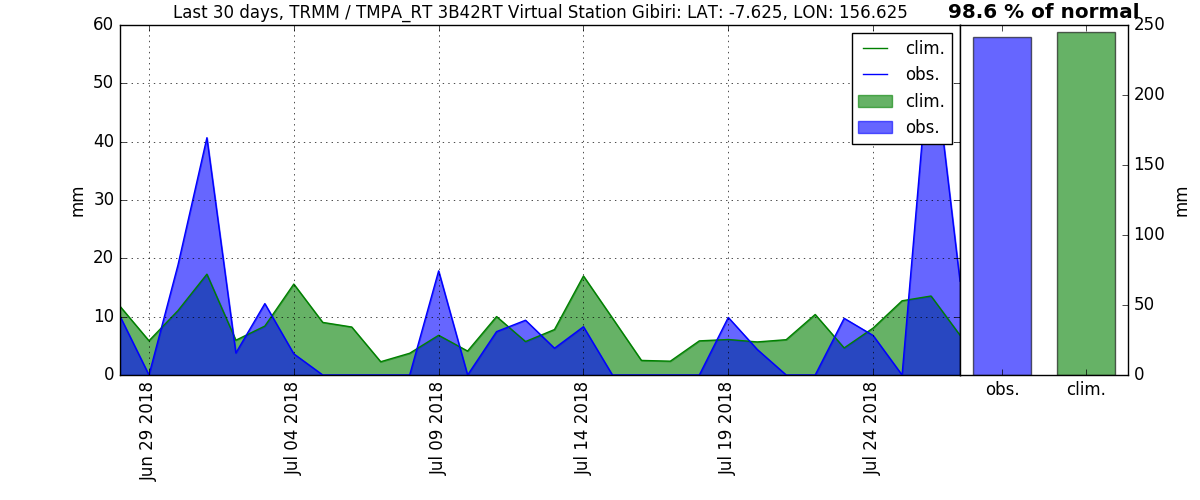 Last 30 days, TRMM / TMPA_RT 3B42RT Virtual Station Gibiri: LAT: -7.625, LON: 156.625
98.6 % of normal
60
50
40
30
20
10
0
mm
clim.
obs.
clim.
obs.
250
200
150
100
50
0
mm
Jun 29 2018
Jul 04 2018
Jul 09 2018
Jul 14 2018
Jul 19 2018
Jul 24 2018
obs.
clim.